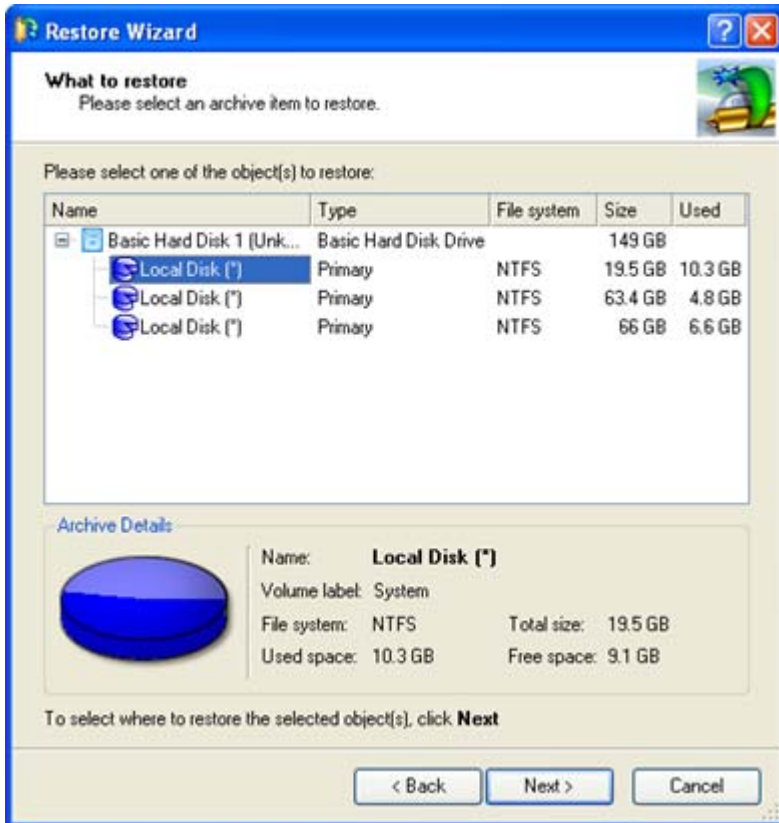 Restore Wizard
What to restore
Please select an archive item to restore.
Please select one of the object(s) to restore:
Name Type File system Size Used
Basic Hard Disk 1 (Unk... Basic Hard Disk Drive 149 GB
Local Disk (*) Primary NTFS 19.5 GB 10.3 GB
Local Disk (*) Primary NTFS 63.4 GB 4.8 GB
Local Disk (*) Primary NTFS 66 GB 6.6 GB
Archive Details
Name: Local Disk (*)
Volume label: System
File system: NTFS Total size: 19.5 GB
Used space: 10.3 GB Free space: 9.1 GB
To select where to restore the selected object(s), click Next
< Back Next > Cancel